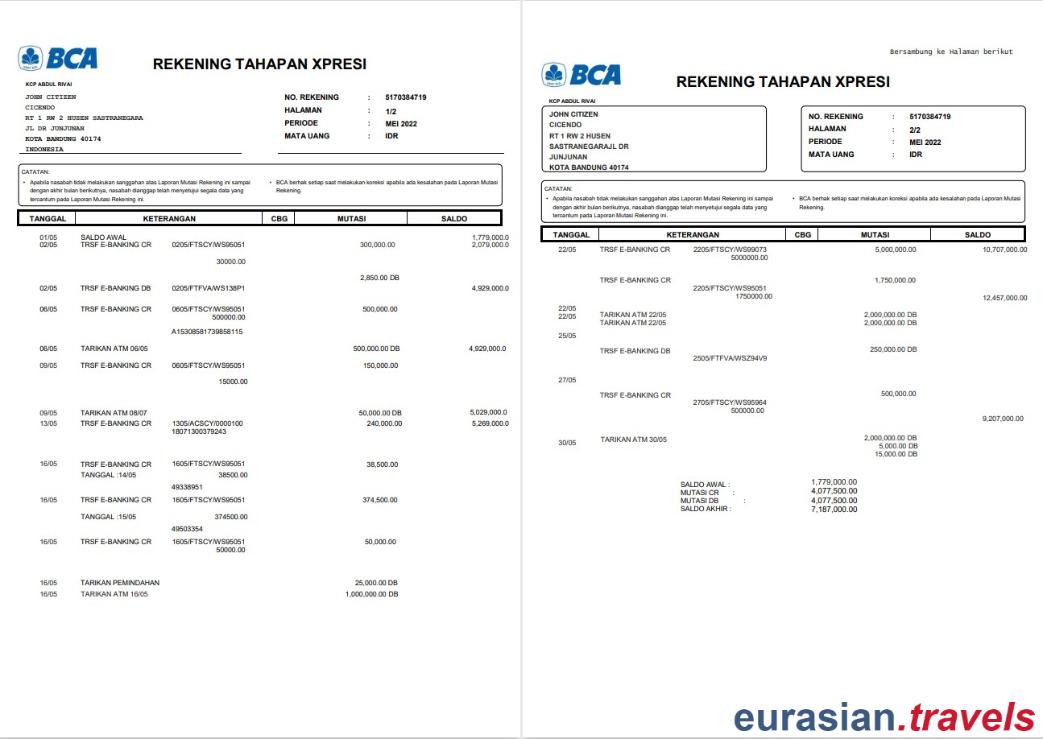 BCA
REKENING TAHAPAN XPRESI
KCP ABDUL RIVAI
JOHN CITIZEN
CICENDO
RT 1 RW 2 HUSEN SASTRANEGARA
JL DR JUNJUNAN
KOTA BANDUNG 40174
INDONESIA
NO. REKENING : 5170384719
HALAMAN : 1/2
PERIODE : MEI 2022
MATA UANG : IDR
CATATAN:
• Apabila nasabah tidak melakukan sanggahan atas Laporan Mutasi Rekening ini sampai
dengan akhir bulan berikutnya, nasabah dianggap telah menyetujui segala data yang
tercantum pada Laporan Mutasi Rekening ini.
• BCA berhak setiap saat melakukan koreksi apabila ada kesalahan pada Laporan Mutasi
Rekening.
TANGGAL KETERANGAN CBG MUTASI SALDO
01/05 SALDO AWAL 1,779,000.0
02/05 TRSF E-BANKING CR 0205/FTSCY/WS95051 300,000.00 2,079,000.0
30000.00
2,850.00 DB
02/05 TRSF E-BANKING DB 0205/FTFVA/WS138P1 4,929,000.0
06/05 TRSF E-BANKING CR 0605/FTSCY/WS95051 500,000.00
500000.00
A15308581739858115
06/05 TARIKAN ATM 06/05 500,000.00 DB 4,929,000.0
09/05 TRSF E-BANKING CR 0605/FTSCY/WS95051 150,000.00
15000.00
09/05 TARIKAN ATM 08/07 50,000.00 DB 5,029,000.0
13/05 TRSF E-BANKING CR 1305/ACSCY/0000100 240,000.00 5,269,000.0
18071300379243
16/05 TRSF E-BANKING CR 1605/FTSCY/WS95051 38,500.00
TANGGAL :14/05 38500.00
49338951
16/05 TRSF E-BANKING CR 1605/FTSCY/WS95051 374,500.00
TANGGAL :15/05 374500.00
49503354
16/05 TRSF E-BANKING CR 1605/FTSCY/WS95051 50,000.00
50000.00
16/05 TARIKAN PEMINDAHAN 25,000.00 DB
16/05 TARIKAN ATM 16/05 1,000,000.00 DB
Bersambung ke Halaman berikut
BCA
REKENING TAHAPAN XPRESI
KCP ABDUL RIVAI
JOHN CITIZEN
CICENDO
RT 1 RW 2 HUSEN
SASTRANEGARAJL DR
JUNJUNAN
KOTA BANDUNG 40174
NO. REKENING : 5170384719
HALAMAN : 2/2
PERIODE : MEI 2022
MATA UANG : IDR
CATATAN:
• Apabila nasabah tidak melakukan sanggahan atas Laporan Mutasi Rekening ini sampai
dengan akhir bulan berikutnya, nasabah dianggap telah menyetujui segala data yang
tercantum pada Laporan Mutasi Rekening ini.
• BCA berhak setiap saat melakukan koreksi apabila ada kesalahan pada Laporan Mutasi
Rekening.
TANGGAL KETERANGAN CBG MUTASI SALDO
22/05 TRSF E-BANKING CR 2205/FTSCY/WS99073 5,000,000.00 10,707,000.00
5000000.00
TRSF E-BANKING CR 1,750,000.00
2205/FTSCY/WS95051
1750000.00 12,457,000.00
22/05
22/05 TARIKAN ATM 22/05 2,000,000.00 DB
TARIKAN ATM 22/05 2,000,000.00 DB
25/05
TRSF E-BANKING DB 250,000.00 DB
2505/FTFVA/WSZ94V9
27/05
TRSF E-BANKING CR 500,000.00
2705/FTSCY/WS95964
500000.00
9,207,000.00
30/05 TARIKAN ATM 30/05 2,000,000.00 DB
5,000.00 DB
15,000.00 DB
SALDO AWAL : 1,779,000.00
MUTASI CR : 4,077,500.00
MUTASI DB : 4,077,500.00
SALDO AKHIR : 7,187,000.00
eurasian.travels